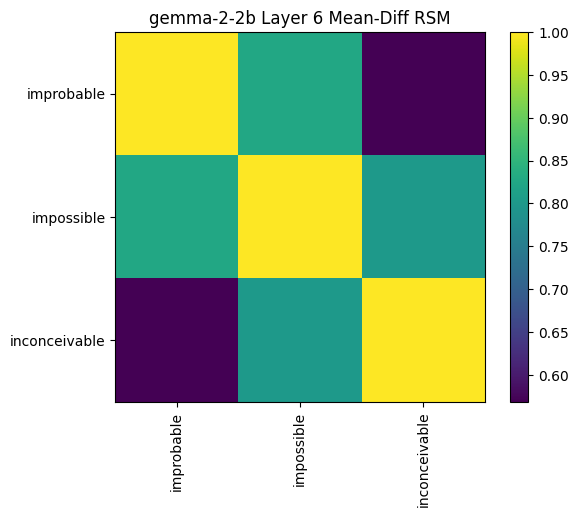 gemma-2-2b Layer 6 Mean-Diff RSM
improbable
impossible
inconceivable
improbable
impossible
inconceivable
1.00
0.95
0.90
0.85
0.80
0.75
0.70
0.65
0.60